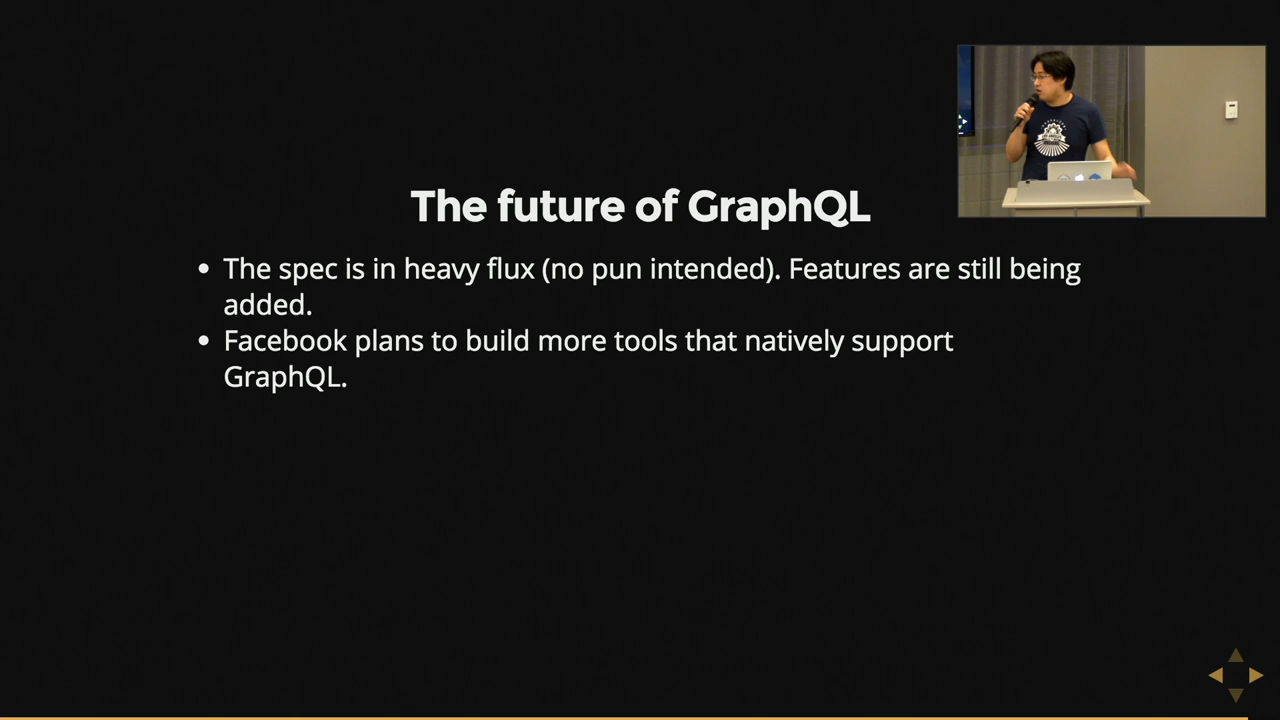 The future of GraphQL
The spec is in heavy flux (no pun intended). Features are still being
added.
Facebook plans to build more tools that natively support
GraphQL.